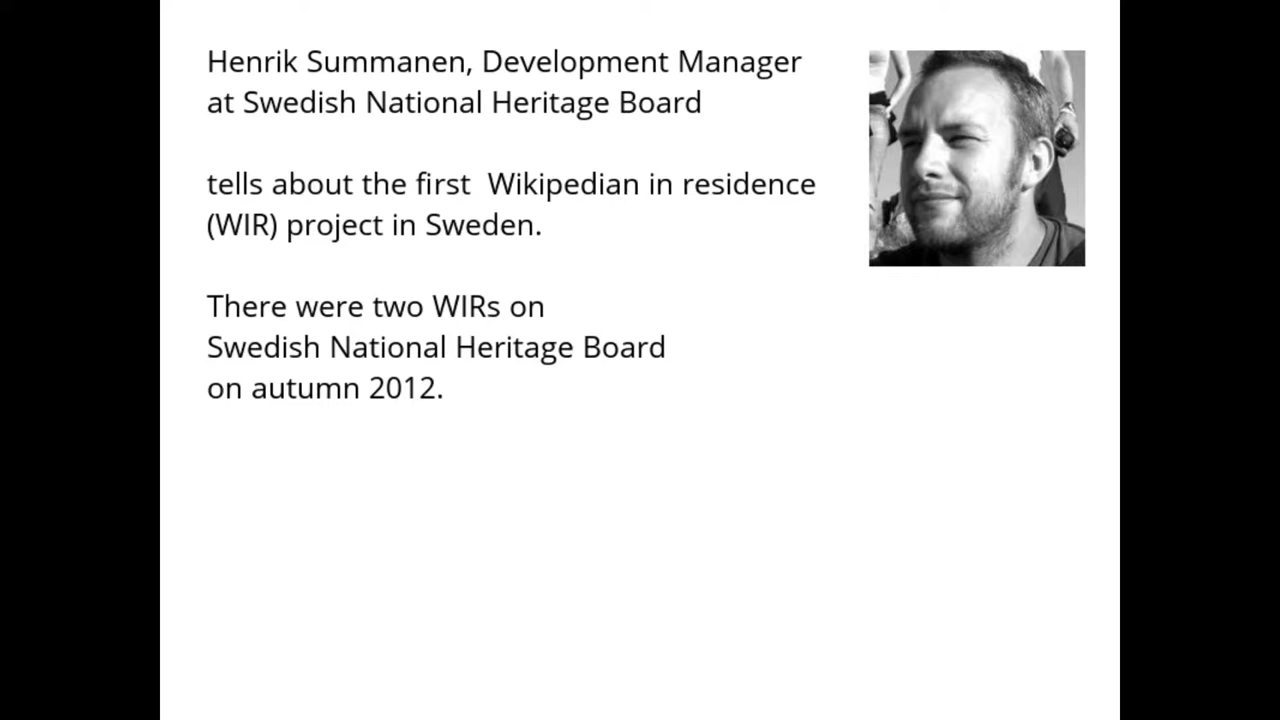 Henrik Summanen, Development Manager
at Swedish National Heritage Board
tells about the first  Wikipedian in residence
(WIR) project in Sweden.
There were two WIRs on
Swedish National Heritage Board
on autumn 2012.